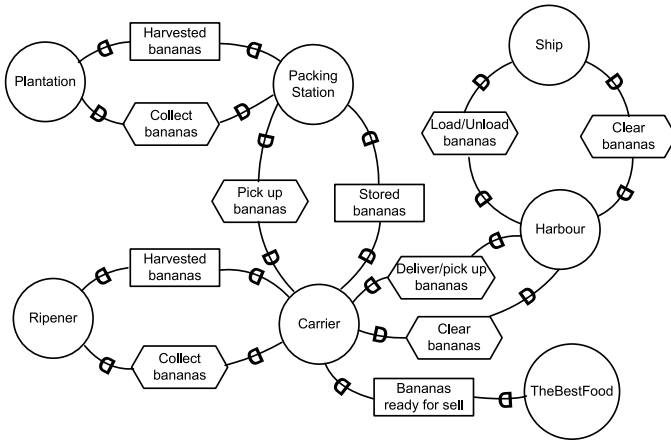 Harvested
bananas
Plantation
Collect
bananas
Packing
Station
Ship
Load/Unload
bananas
Clear
bananas
Pick up
bananas
Stored
bananas
Harbour
Harvested
bananas
Deliver/pick up
bananas
Ripener
Carrier
Collect
bananas
Clear
bananas
Bananas
ready for sell
TheBestFood